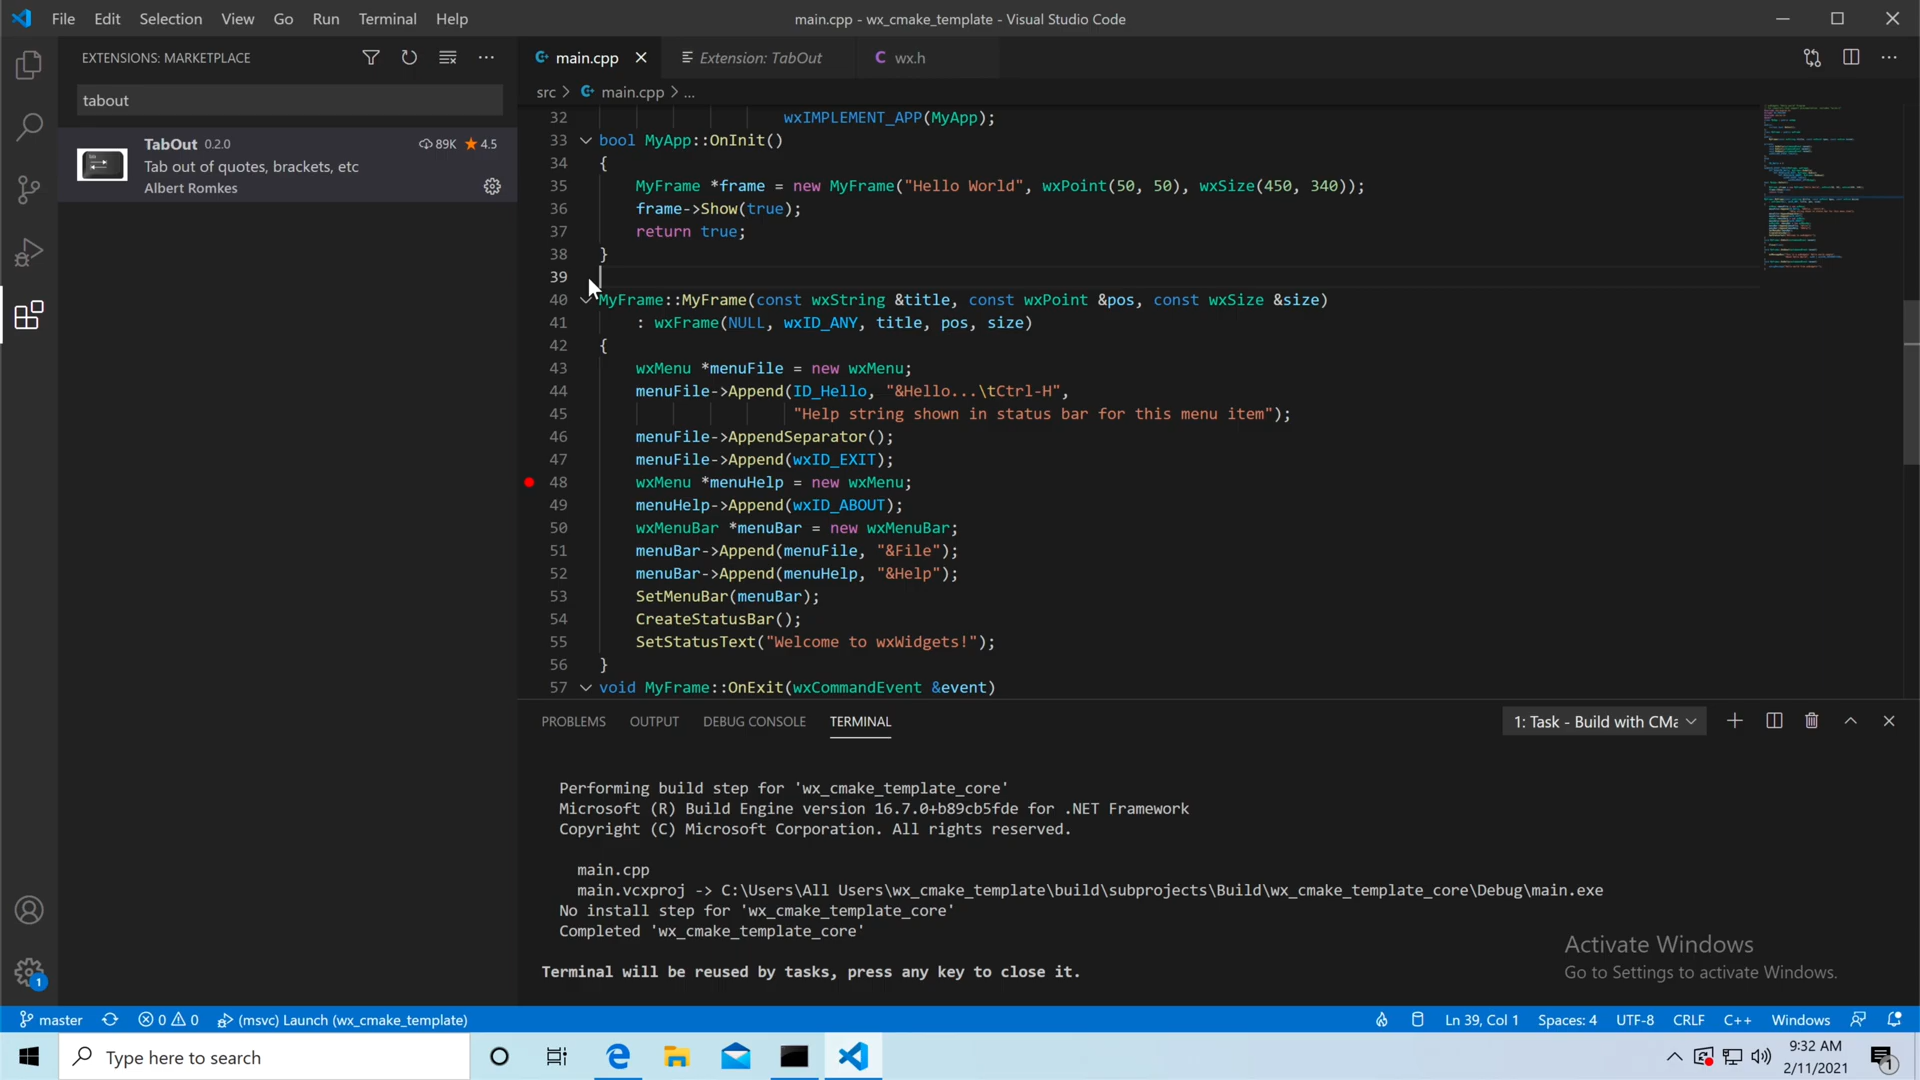 File Edit Selection View Go Run Terminal Help
main.cpp - wx_cmake_template - Visual Studio Code
EXTENSIONS: MARKETPLACE
tabout
TabOut 0.2.0 89K 4.5
Tab out of quotes, brackets, etc
Albert Romkes
main.cpp
Extension: TabOut
C wx.h
src > main.cpp > ...
32 wxIMPLEMENT_APP(MyApp);
33 bool MyApp::OnInit()
34 {
35 MyFrame *frame = new MyFrame("Hello World", wxPoint(50, 50), wxSize(450, 340));
36 frame->Show(true);
37 return true;
38 }
39
40 MyFrame::MyFrame(const wxString &title, const wxPoint &pos, const wxSize &size)
41 : wxFrame(NULL, wxID_ANY, title, pos, size)
42 {
43 wxMenu *menuFile = new wxMenu;
44 menuFile->Append(ID_Hello, "&Hello...\tCtrl-H",
45 "Help string shown in status bar for this menu item");
46 menuFile->AppendSeparator();
47 menuFile->Append(wxID_EXIT);
48 wxMenu *menuHelp = new wxMenu;
49 menuHelp->Append(wxID_ABOUT);
50 wxMenuBar *menuBar = new wxMenuBar;
51 menuBar->Append(menuFile, "&File");
52 menuBar->Append(menuHelp, "&Help");
53 SetMenuBar(menuBar);
54 CreateStatusBar();
55 SetStatusText("Welcome to wxWidgets!");
56 }
57 void MyFrame::OnExit(wxCommandEvent &event)
PROBLEMS OUTPUT DEBUG CONSOLE TERMINAL
1: Task - Build with CMa
Performing build step for 'wx_cmake_template_core'
Microsoft (R) Build Engine version 16.7.0+b89cb5fde for .NET Framework
Copyright (C) Microsoft Corporation. All rights reserved.
main.cpp
main.vcxproj -> C:\Users\All Users\wx_cmake_template\build\subprojects\Build\wx_cmake_template_core\Debug\main.exe
No install step for 'wx_cmake_template_core'
Completed 'wx_cmake_template_core'
Terminal will be reused by tasks, press any key to close it.
Activate Windows
Go to Settings to activate Windows.
1
master 0 0 (msvc) Launch (wx_cmake_template)
Ln 39, Col 1 Spaces: 4 UTF-8 CRLF C++ Windows
Type here to search
9:32 AM
2/11/2021
1